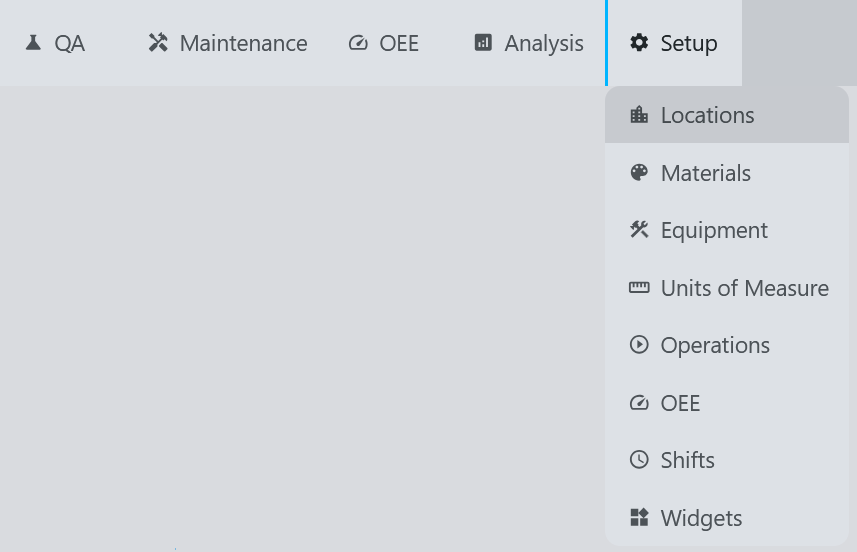 QA Maintenance OEE Analysis Setup
Locations
Materials
Equipment
Units of Measure
Operations
OEE
Shifts
Widgets